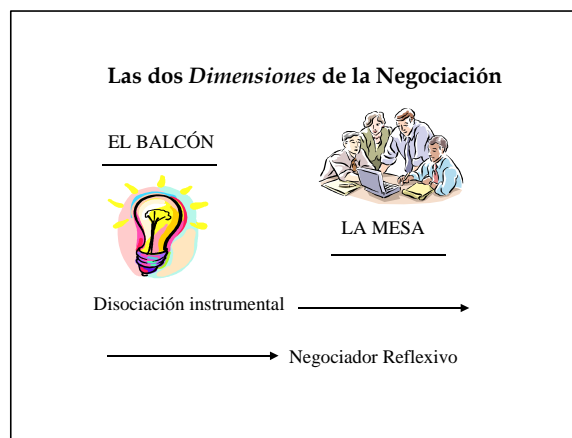 Las dos Dimensiones de la Negociación
EL BALCÓN
LA MESA
Disociación instrumental
Negociador Reflexivo